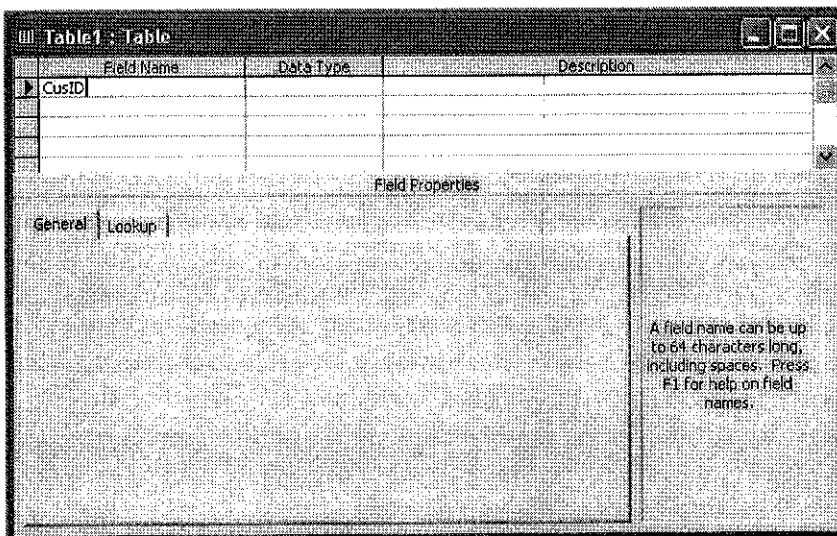 Table1 : Table
Field Name Data Type Description
CusID
Field Properties
General Lookup
A field name can be up
to 64 characters long,
including spaces. Press
F1 for help on field
names.